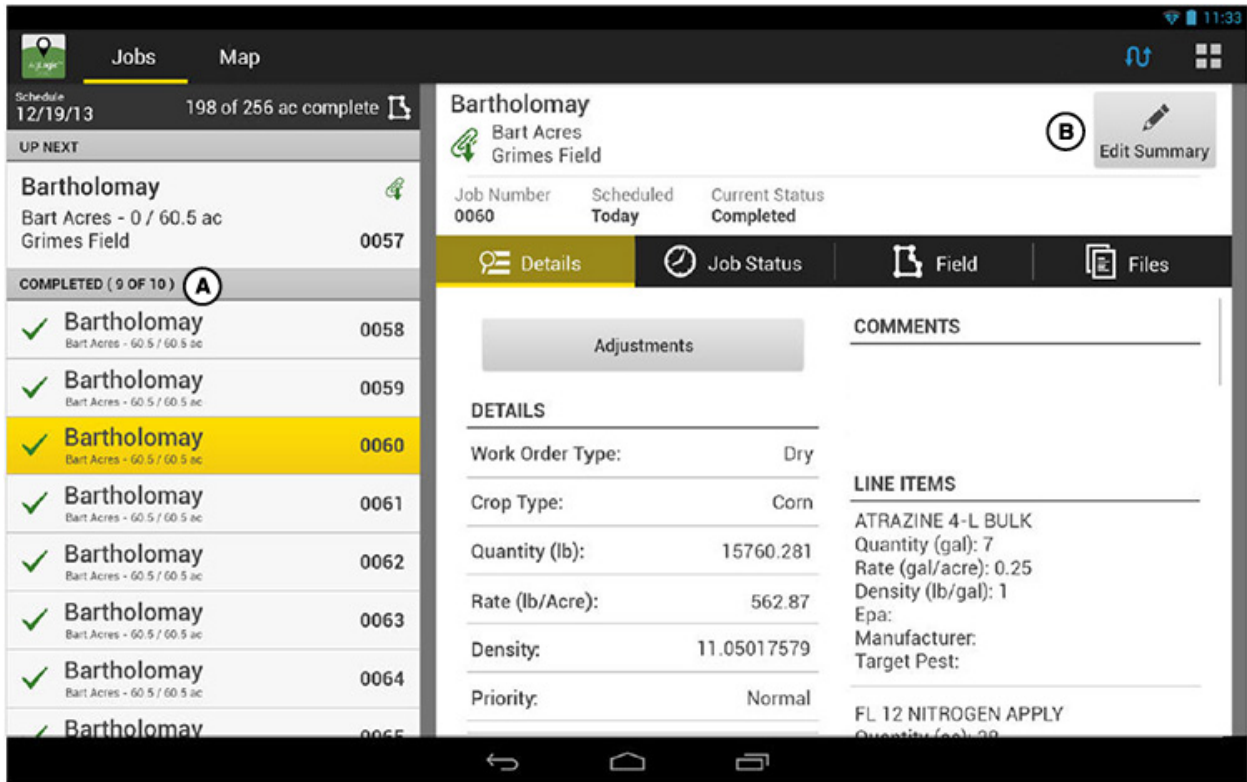 11:33
AgLogic
Jobs
Map
Schedule
12/19/13
198 of 256 ac complete
UP NEXT
Bartholomay
Bart Acres - 0 / 60.5 ac
Grimes Field
0057
COMPLETED ( 9 OF 10 )
A
Bartholomay
0058
Bart Acres - 60.5 / 60.5 ac
Bartholomay
0059
Bart Acres - 60.5 / 60.5 ac
Bartholomay
0060
Bart Acres - 60.5 / 60.5 ac
Bartholomay
0061
Bart Acres - 60.5 / 60.5 ac
Bartholomay
0062
Bart Acres - 60.5 / 60.5 ac
Bartholomay
0063
Bart Acres - 60.5 / 60.5 ac
Bartholomay
0064
Bart Acres - 60.5 / 60.5 ac
Bartholomay
0065
Bartholomay
Bart Acres
Grimes Field
B
Edit Summary
Job Number
0060
Scheduled
Today
Current Status
Completed
Details
Job Status
Field
Files
Adjustments
DETAILS
Work Order Type: Dry
Crop Type: Corn
Quantity (lb): 15760.281
Rate (lb/Acre): 562.87
Density: 11.05017579
Priority: Normal
COMMENTS
LINE ITEMS
ATRAZINE 4-L BULK
Quantity (gal): 7
Rate (gal/acre): 0.25
Density (lb/gal): 1
Epa:
Manufacturer:
Target Pest:
FL 12 NITROGEN APPLY
Quantity (ac): 28